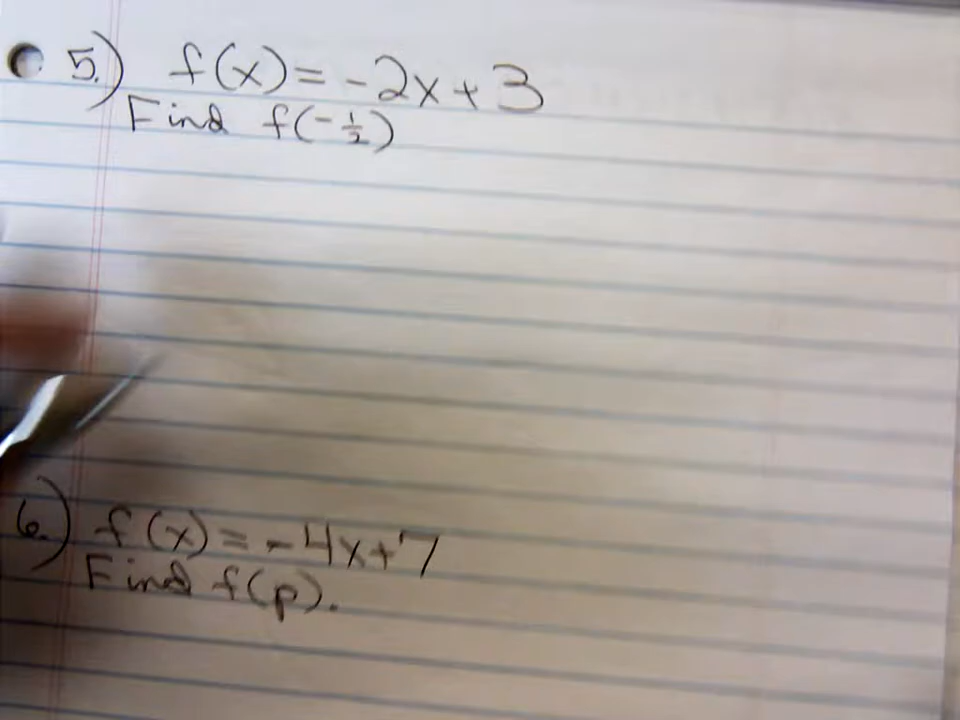 5.) f(x) = -2x + 3
Find f(-1/2)
6.) f(x) = -4x+7
Find f(p).